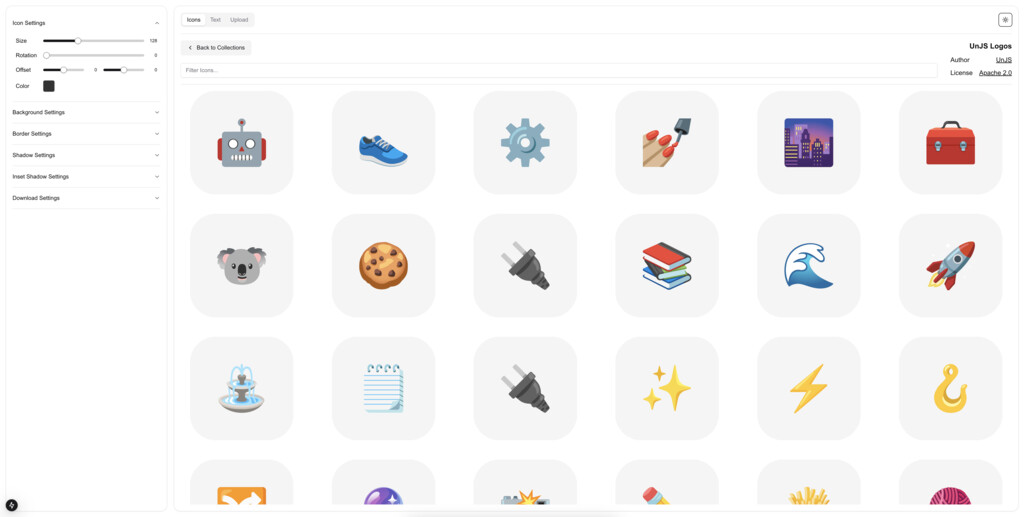 Icon Settings
Size 128
Rotation 0
Offset 0 0
Color
Background Settings
Border Settings
Shadow Settings
Inset Shadow Settings
Download Settings
Icons Text Upload
Back to Collections
Filter icons...
UnJS Logos
Author UnJS
License Apache 2.0